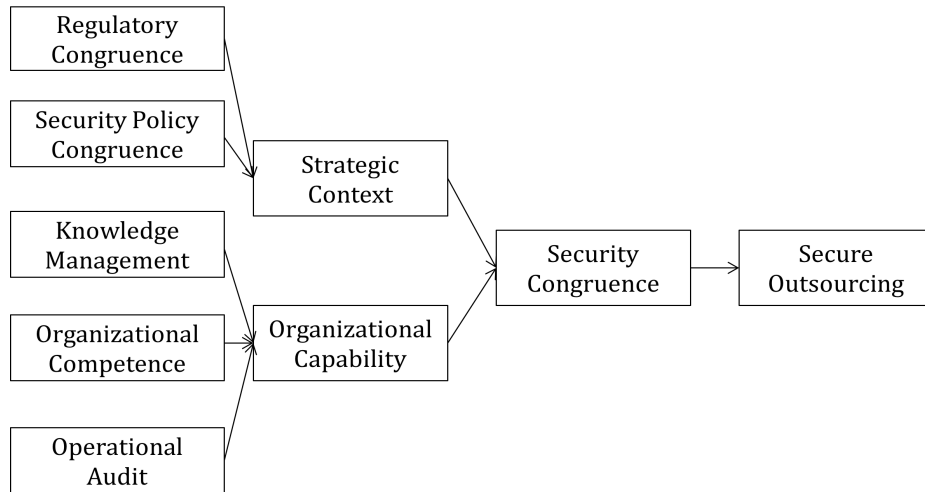 Regulatory
Congruence
Security Policy
Congruence
Strategic
Context
Knowledge
Management
Security
Congruence
Secure
Outsourcing
Organizational
Competence
Organizational
Capability
Operational
Audit